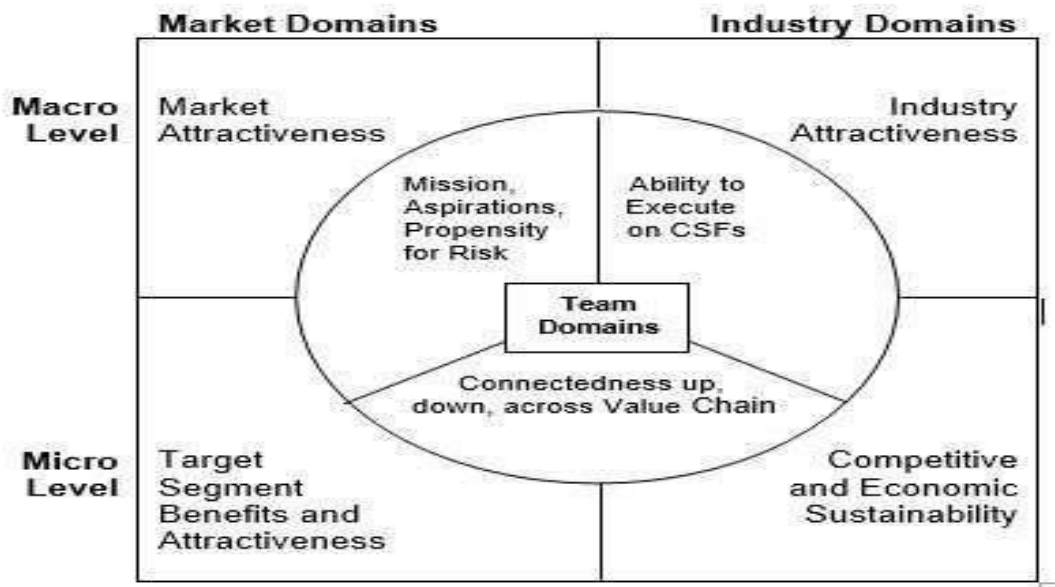 Market Domains
Industry Domains
Macro
Level
Market
Attractiveness
Industry
Attractiveness
Mission,
Aspirations,
Propensity
for Risk
Ability to
Execute
on CSFs
Team
Domains
Connectedness up,
down, across Value Chain
Micro
Level
Target
Segment
Benefits and
Attractiveness
Competitive
and Economic
Sustainability